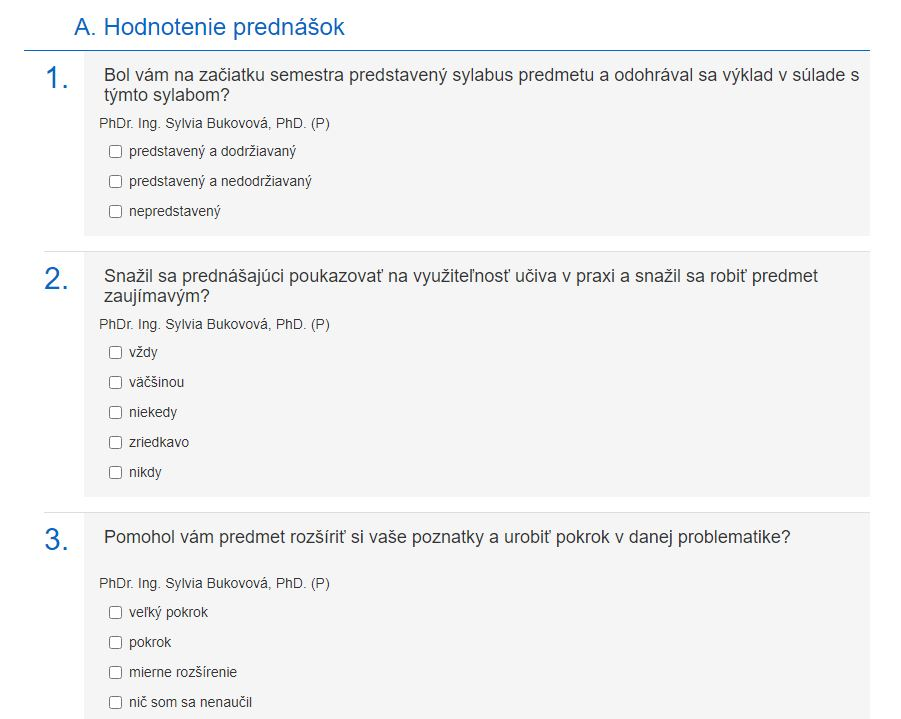 A. Hodnotenie prednášok
1.
Bol vám na začiatku semestra predstavený sylabus predmetu a odohrával sa výklad v súlade s
týmto sylabom?
PhDr. Ing. Sylvia Bukovová, PhD. (P)
predstavený a dodržiavaný
predstavený a nedodržiavaný
nepredstavený
2.
Snažil sa prednášajúci poukazovať na využiteľnosť učiva v praxi a snažil sa robiť predmet
zaujímavým?
PhDr. Ing. Sylvia Bukovová, PhD. (P)
vždy
väčšinou
niekedy
zriedkavo
nikdy
3.
Pomohol vám predmet rozšíriť si vaše poznatky a urobiť pokrok v danej problematike?
PhDr. Ing. Sylvia Bukovová, PhD. (P)
veľký pokrok
pokrok
mierne rozšírenie
nič som sa nenaučil